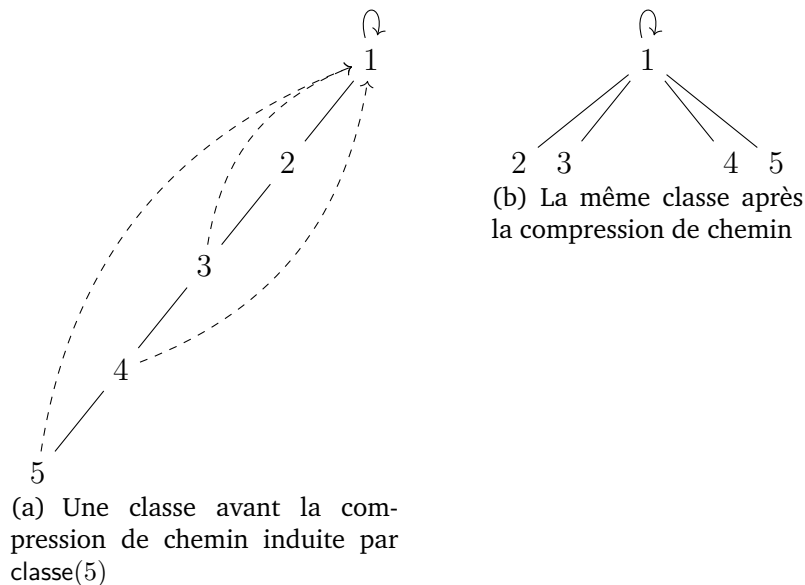 1
2
3
4
5
(a) Une classe avant la com-
pression de chemin induite par
classe(5)
1
2 3 4 5
(b) La même classe après
la compression de chemin